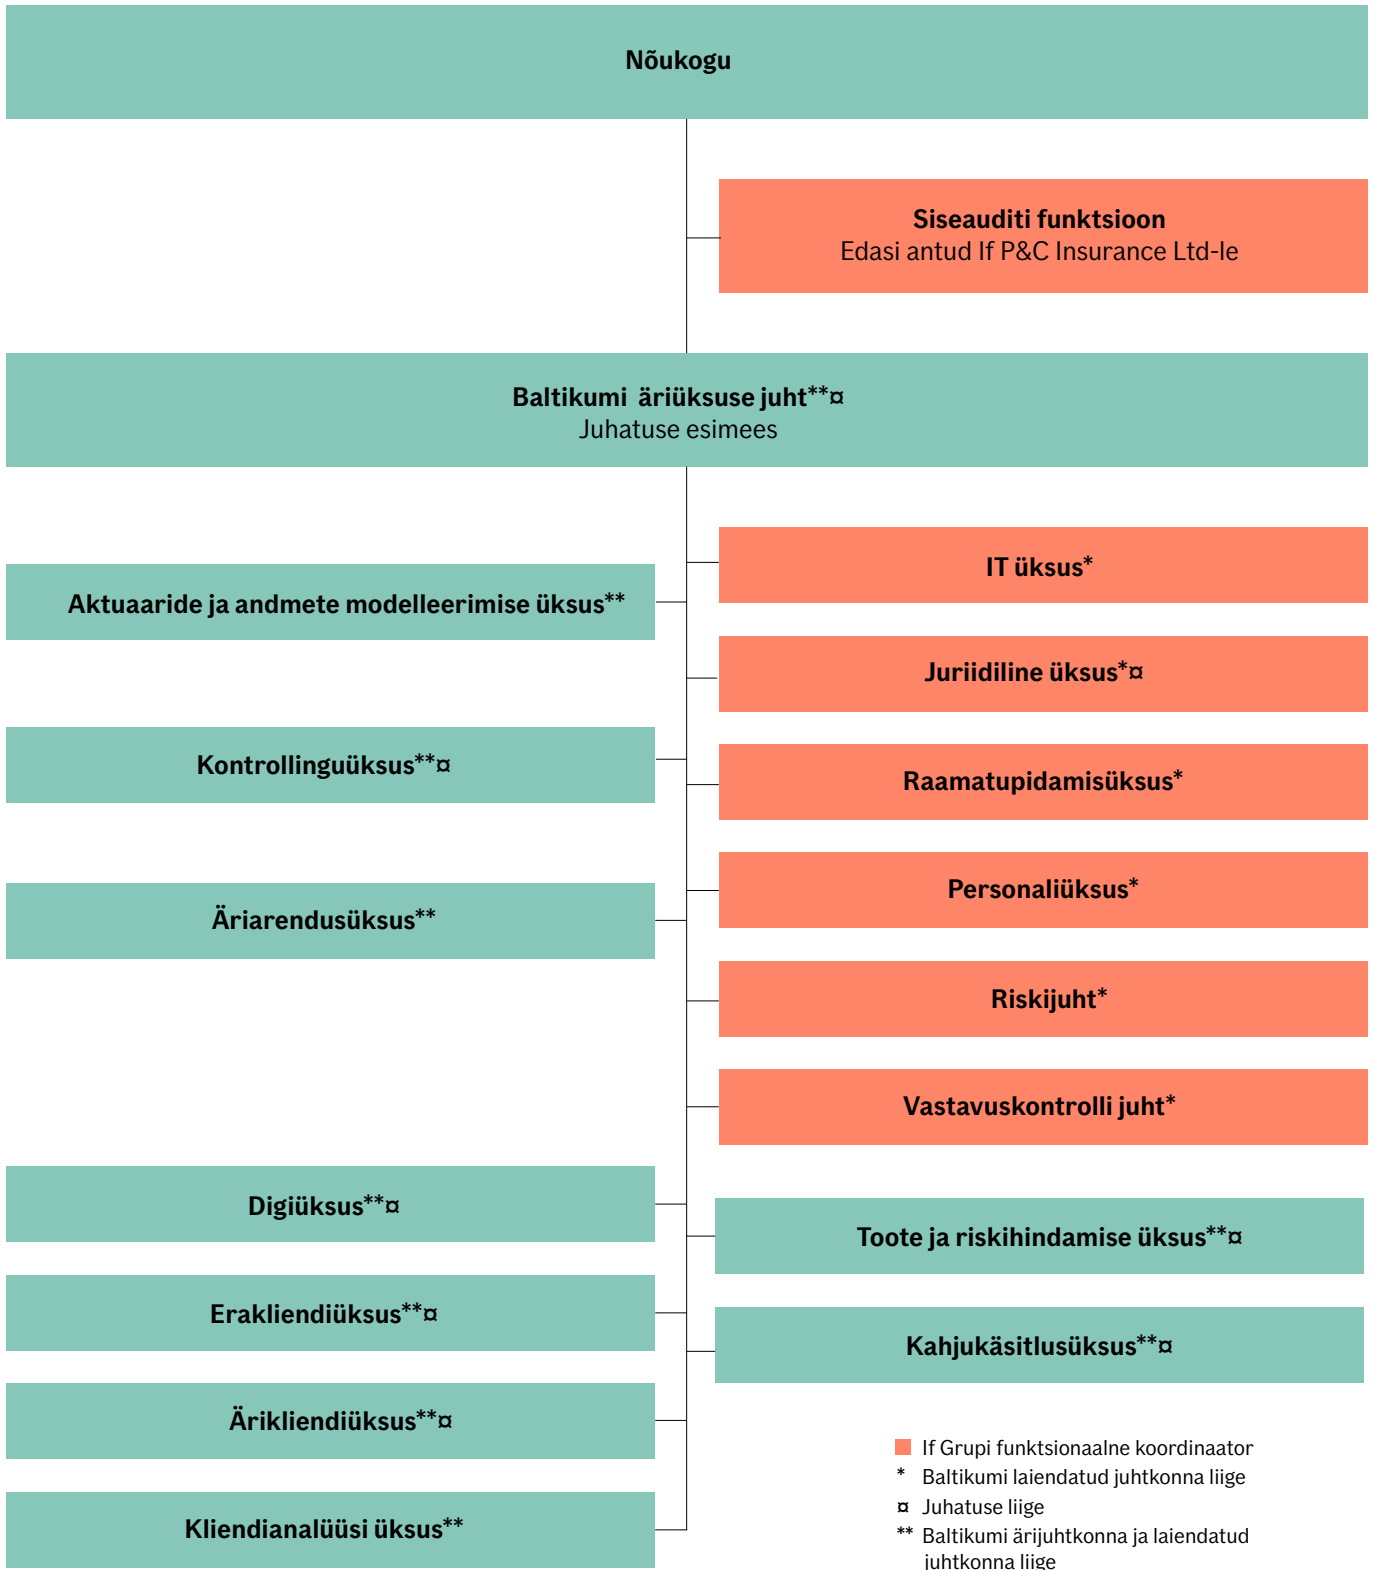 Nõukogu
Siseauditi funktsioon
Edasi antud If P&C Insurance Ltd-le
Baltikumi äriüksuse juht**¤
Juhatuse esimees
IT üksus*
Aktuaaride ja andmete modelleerimise üksus**
Juriidiline üksus*¤
Kontrollinguüksus**¤
Raamatupidamisüksus*
Personaliüksus*
Äriarendusüksus**
Riskijuht*
Vastavuskontrolli juht*
Digiüksus**¤
Toote ja riskihindamise üksus**¤
Erakliendiüksus**¤
Kahjukäsitlusüksus**¤
Ärikliendiüksus**¤
Kliendianalüüsi üksus**
If Grupi funktsionaalne koordinaator
* Baltikumi laiendatud juhtkonna liige
¤ Juhatuse liige
** Baltikumi ärijuhtkonna ja laiendatud
juhtkonna liige